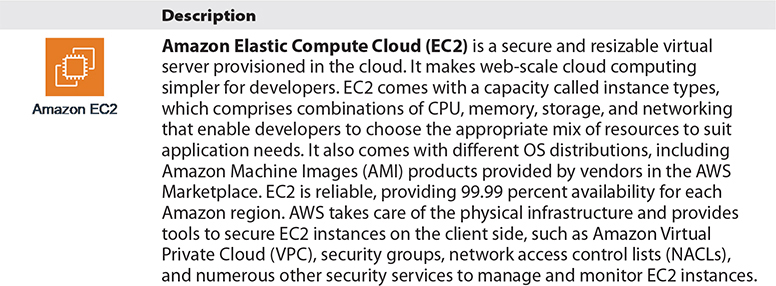 Description
Amazon Elastic Compute Cloud (EC2) is a secure and resizable virtual
server provisioned in the cloud. It makes web-scale cloud computing
simpler for developers. EC2 comes with a capacity called instance types,
Amazon EC2
which comprises combinations of CPU, memory, storage, and networking
that enable developers to choose the appropriate mix of resources to suit
application needs. It also comes with different OS distributions, including
Amazon Machine Images (AMI) products provided by vendors in the AWS
Marketplace. EC2 is reliable, providing 99.99 percent availability for each
Amazon region. AWS takes care of the physical infrastructure and provides
tools to secure EC2 instances on the client side, such as Amazon Virtual
Private Cloud (VPC), security groups, network access control lists (NACLs),
and numerous other security services to manage and monitor EC2 instances.